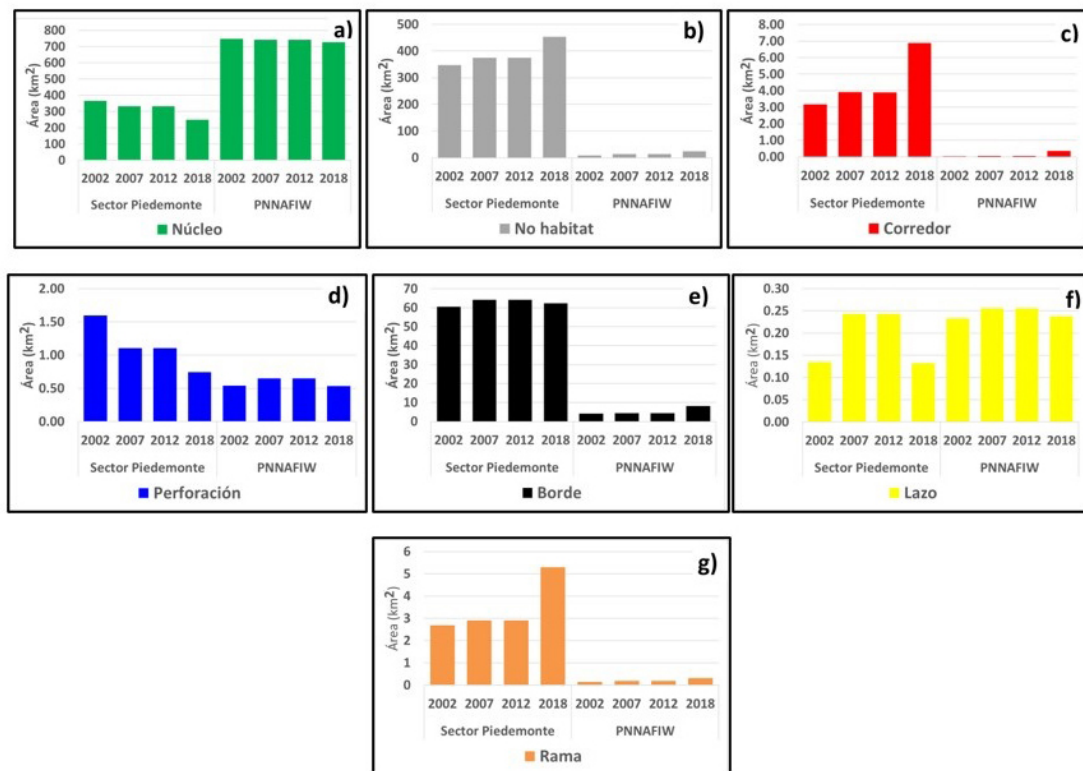 a)
Área (km²)
800
700
600
500
400
300
200
100
0
2002 2007 2012 2018 2002 2007 2012 2018
Sector Piedemonte PNNAFIW
Núcleo
b)
Área (km²)
500
400
300
200
100
0
2002 2007 2012 2018 2002 2007 2012 2018
Sector Piedemonte PNNAFIW
No habitat
c)
Área (km²)
8.00
7.00
6.00
5.00
4.00
3.00
2.00
1.00
0.00
2002 2007 2012 2018 2002 2007 2012 2018
Sector Piedemonte PNNAFIW
Corredor
d)
Área (km²)
2.00
1.50
1.00
0.50
0.00
2002 2007 2012 2018 2002 2007 2012 2018
Sector Piedemonte PNNAFIW
Perforación
e)
Área (km²)
70
60
50
40
30
20
10
0
2002 2007 2012 2018 2002 2007 2012 2018
Sector Piedemonte PNNAFIW
Borde
f)
Área (km²)
0.30
0.25
0.20
0.15
0.10
0.05
0.00
2002 2007 2012 2018 2002 2007 2012 2018
Sector Piedemonte PNNAFIW
Lazo
g)
Área (km²)
6
5
4
3
2
1
0
2002 2007 2012 2018 2002 2007 2012 2018
Sector Piedemonte PNNAFIW
Rama